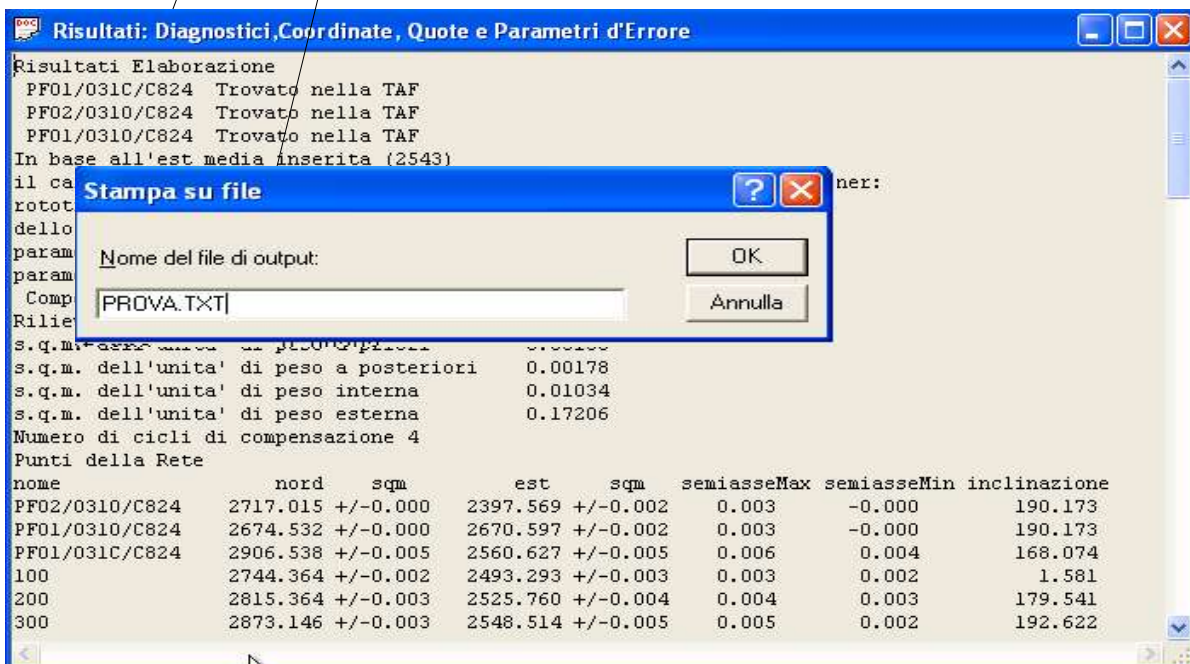 Risultati: Diagnostici,Coordinate, Quote e Parametri d'Errore
Risultati Elaborazione
PF01/031C/C824 Trovato nella TAF
PF02/0310/C824 Trovato nella TAF
PF01/0310/C824 Trovato nella TAF
In base all'est media inserita (2543)
il ca ner:
rotot
dello
param
param
Comp
Rilie
Stampa su file
Nome del file di output:
OK
PROVA.TXT
Annulla
s.q.m. dell'unita' di peso a posteriori 0.00178
s.q.m. dell'unita' di peso interna 0.01034
s.q.m. dell'unita' di peso esterna 0.17206
Numero di cicli di compensazione 4
Punti della Rete
nome nord sqm est sqm semiasseMax semiasseMin inclinazione
PF02/0310/C824 2717.015 +/-0.000 2397.569 +/-0.002 0.003 -0.000 190.173
PF01/0310/C824 2674.532 +/-0.000 2670.597 +/-0.002 0.003 -0.000 190.173
PF01/031C/C824 2906.538 +/-0.005 2560.627 +/-0.005 0.006 0.004 168.074
100 2744.364 +/-0.002 2493.293 +/-0.003 0.003 0.002 1.581
200 2815.364 +/-0.003 2525.760 +/-0.004 0.004 0.003 179.541
300 2873.146 +/-0.003 2548.514 +/-0.005 0.005 0.002 192.622